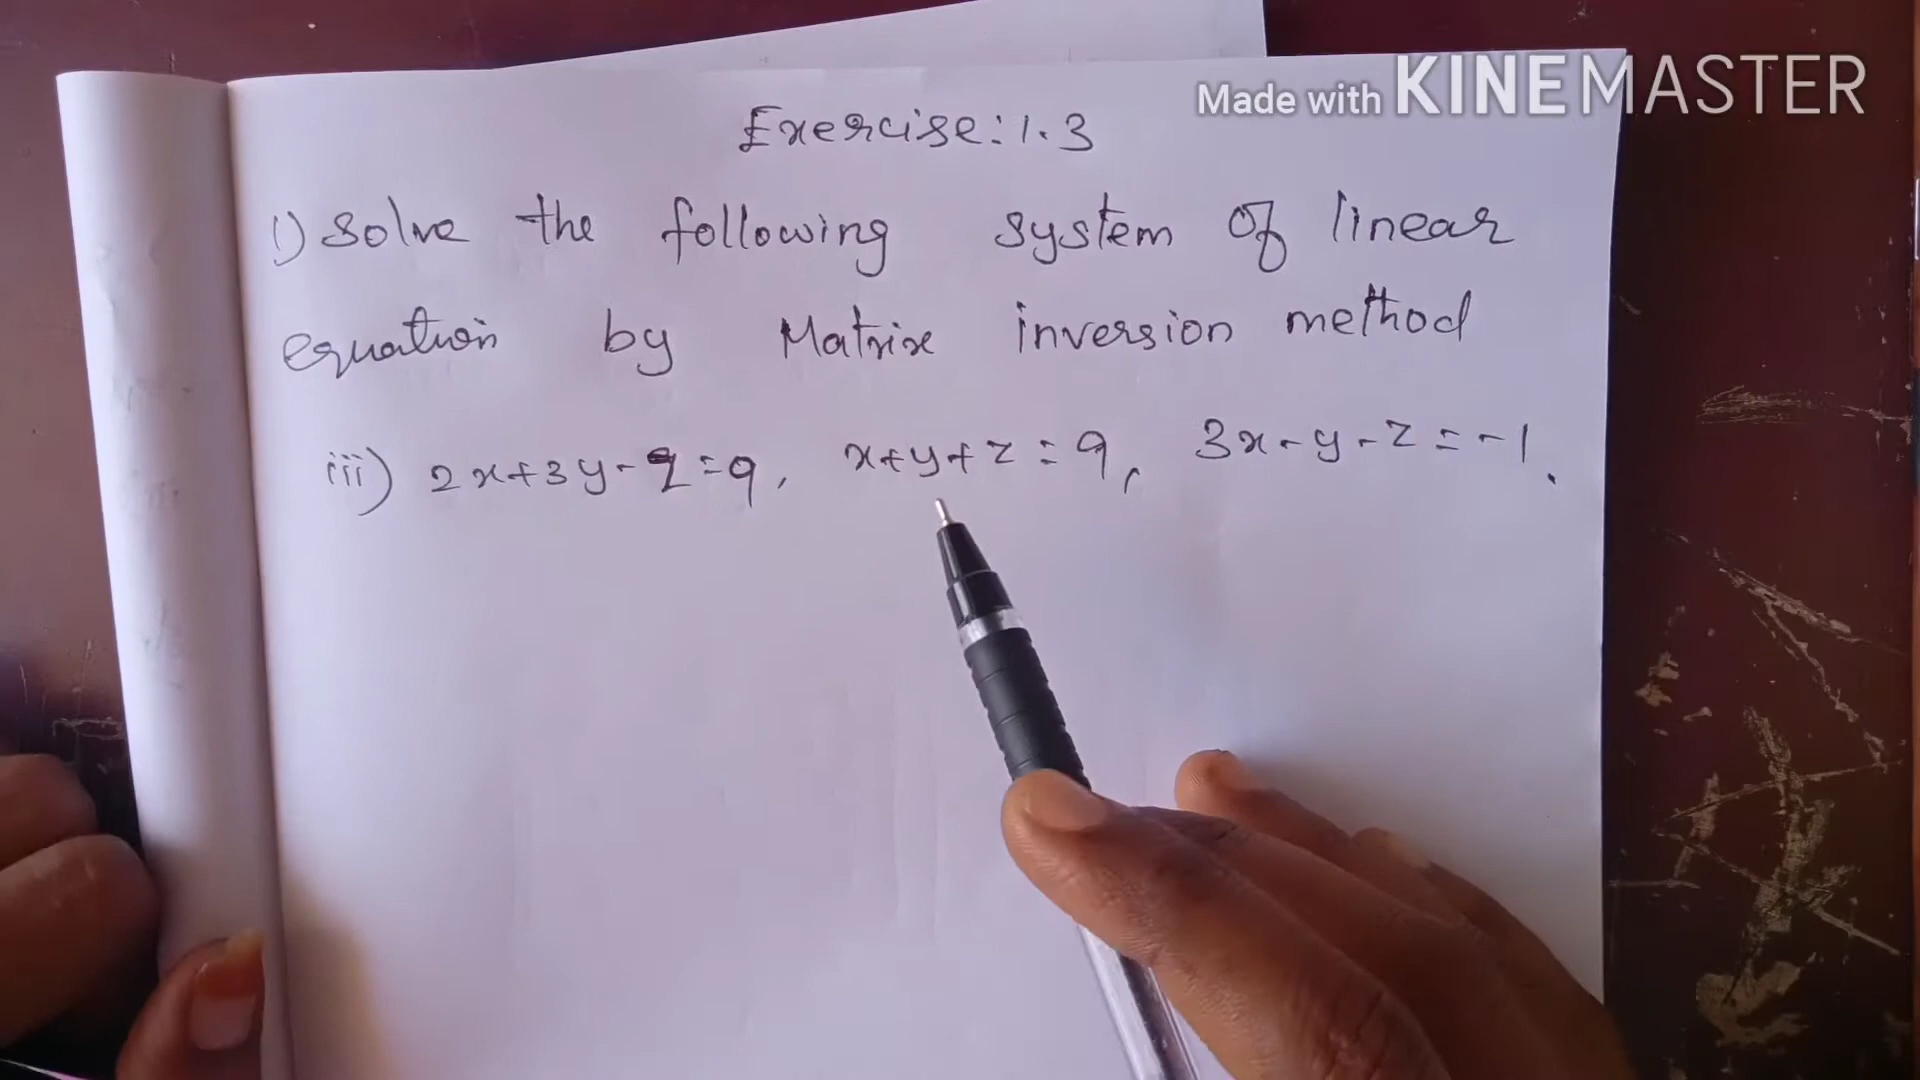 Made with KINEMASTER
Exercise: 1.3
1) Solve the following system of linear
equation by Matrix inversion method
iii) 2x+3y-z=9, x+y+z=9, 3x-y-z=-1.